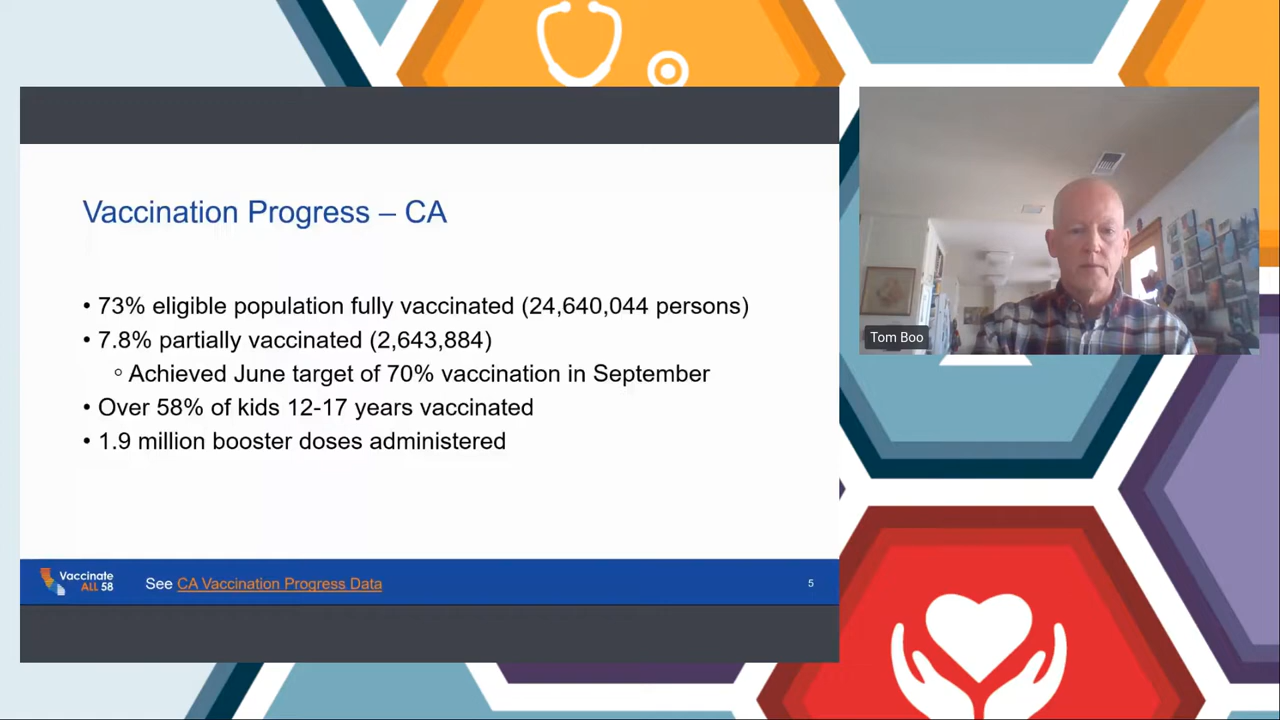 Vaccination Progress – CA
• 73% eligible population fully vaccinated (24,640,044 persons)
• 7.8% partially vaccinated (2,643,884)
◦ Achieved June target of 70% vaccination in September
• Over 58% of kids 12-17 years vaccinated
• 1.9 million booster doses administered
Vaccinate
ALL 58
See CA Vaccination Progress Data
5
Tom Boo